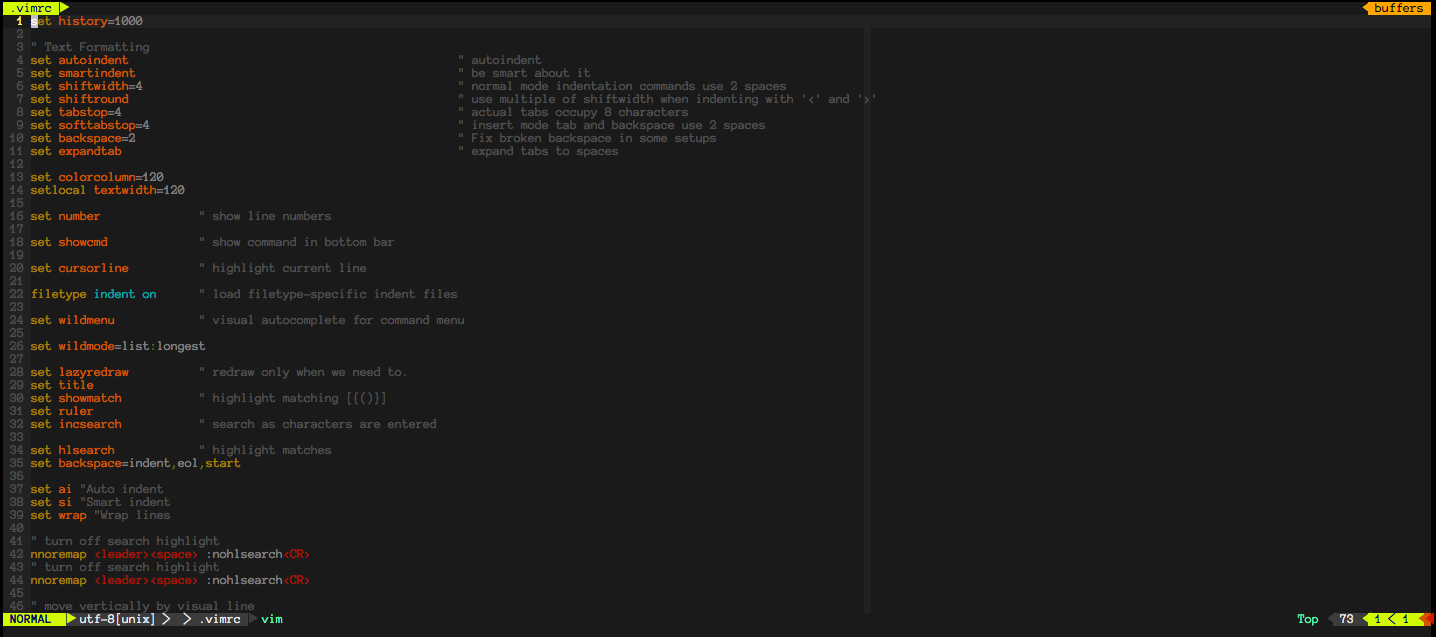 .vimrc buffers
1 set history=1000
2
3 " Text Formatting
4 set autoindent " autoindent
5 set smartindent " be smart about it
6 set shiftwidth=4 " normal mode indentation commands use 2 spaces
7 set shiftround " use multiple of shiftwidth when indenting with '<' and '>'
8 set tabstop=4 " actual tabs occupy 8 characters
9 set softtabstop=4 " insert mode tab and backspace use 2 spaces
10 set backspace=2 " Fix broken backspace in some setups
11 set expandtab " expand tabs to spaces
12
13 set colorcolumn=120
14 setlocal textwidth=120
15
16 set number " show line numbers
17
18 set showcmd " show command in bottom bar
19
20 set cursorline " highlight current line
21
22 filetype indent on " load filetype-specific indent files
23
24 set wildmenu " visual autocomplete for command menu
25
26 set wildmode=list:longest
27
28 set lazyredraw " redraw only when we need to.
29 set title
30 set showmatch " highlight matching [{()}]
31 set ruler
32 set incsearch " search as characters are entered
33
34 set hlsearch " highlight matches
35 set backspace=indent,eol,start
36
37 set ai "Auto indent
38 set si "Smart indent
39 set wrap "Wrap lines
40
41 " turn off search highlight
42 nnoremap <leader><space> :nohlsearch<CR>
43 " turn off search highlight
44 nnoremap <leader><space> :nohlsearch<CR>
45
46 " move vertically by visual line
NORMAL utf-8[unix] > > .vimrc vim Top 73 1 < 1